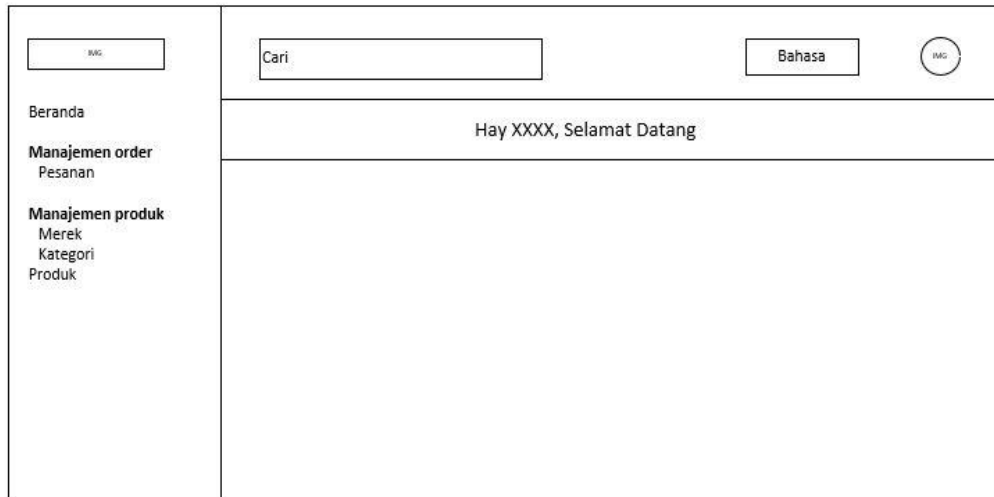 IMG
Cari
Bahasa
IMG
Beranda
Hay XXXX, Selamat Datang
Manajemen order
Pesanan
Manajemen produk
Merek
Kategori
Produk